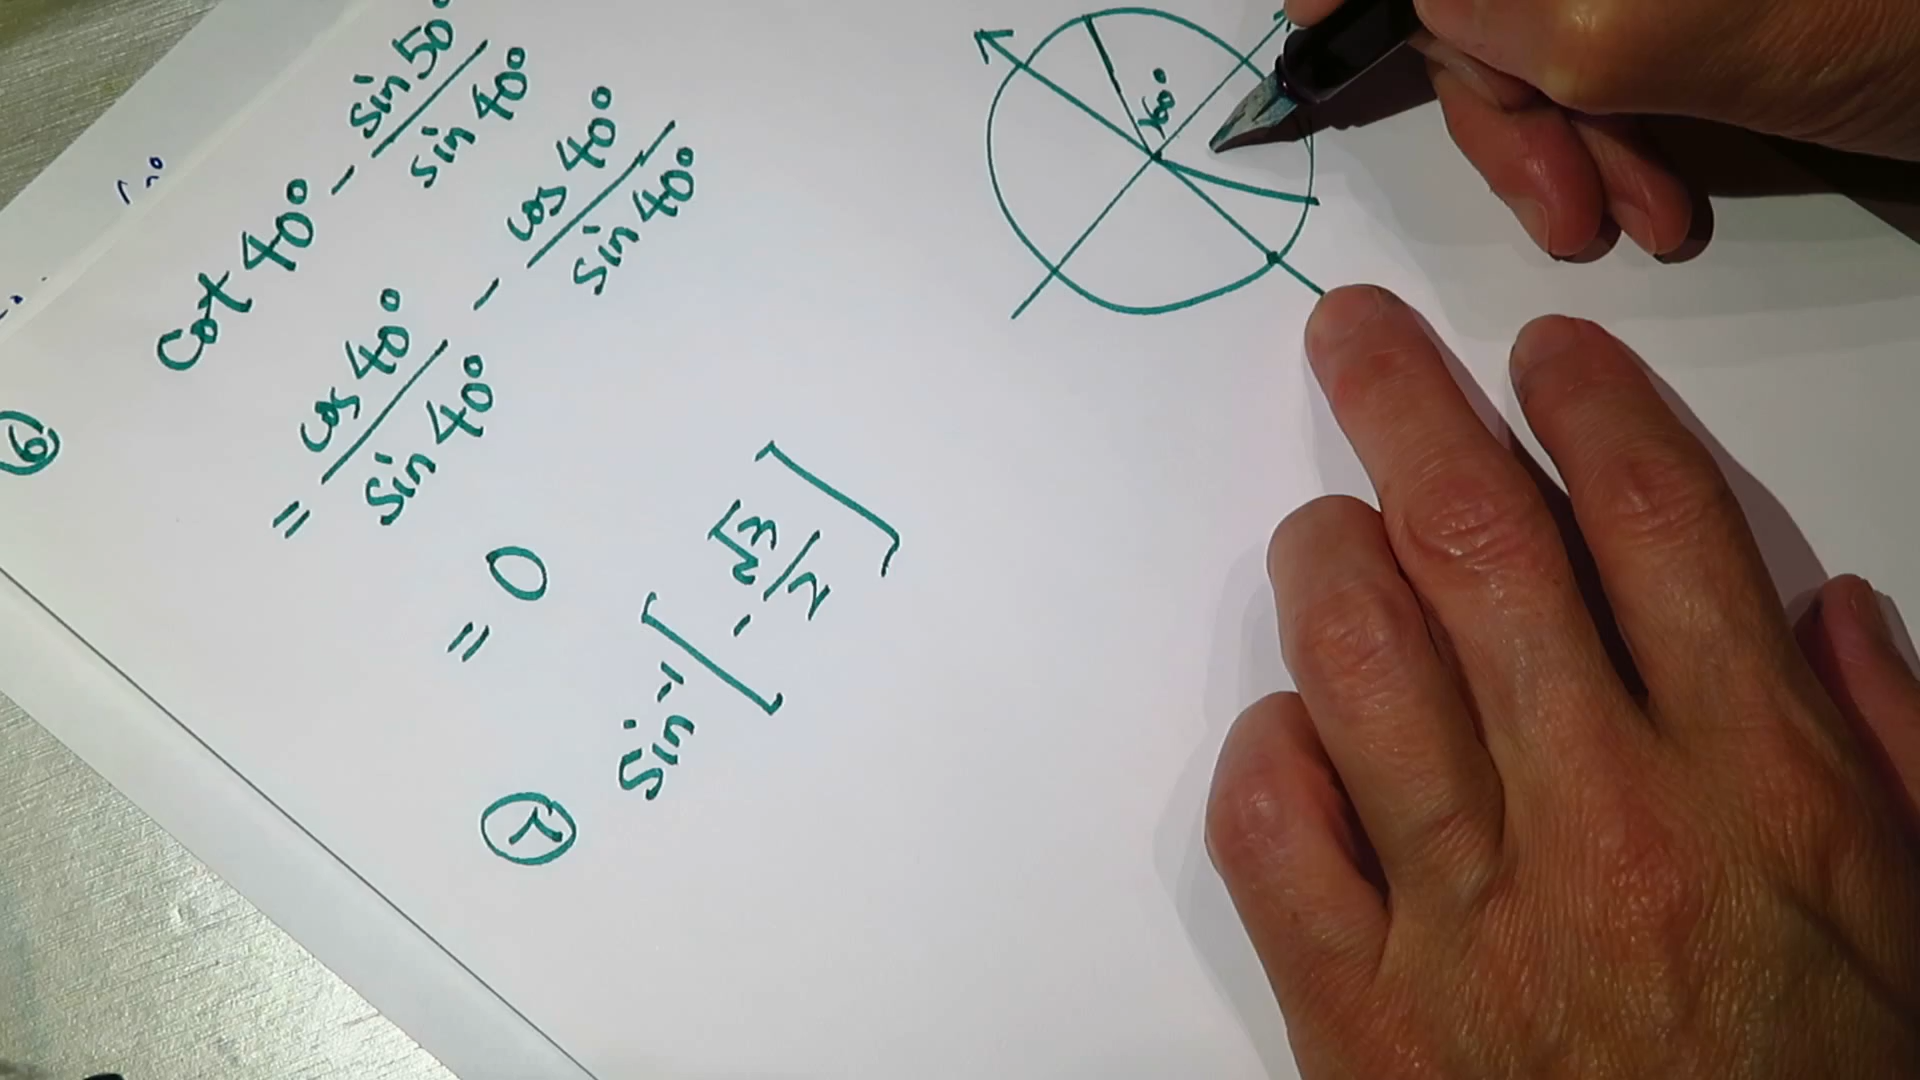 ⑥ cot 40° - sin 50° / sin 40°
= cos 40° / sin 40° - cos 40° / sin 40°
= 0
⑦ sin⁻¹ [ - √3 / 2 ]
60°